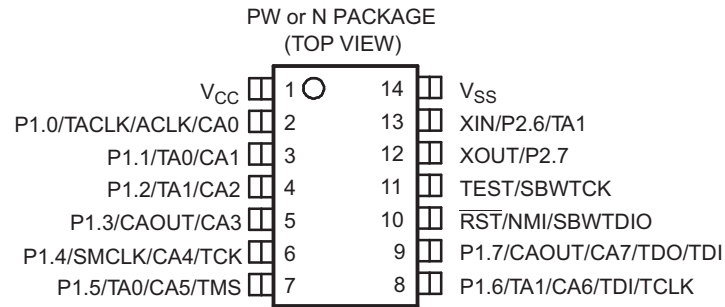 PW or N PACKAGE
(TOP VIEW)
VCC 1 14 VSS
P1.0/TACLK/ACLK/CA0 2 13 XIN/P2.6/TA1
P1.1/TA0/CA1 3 12 XOUT/P2.7
P1.2/TA1/CA2 4 11 TEST/SBWTCK
P1.3/CAOUT/CA3 5 10 RST/NMI/SBWTDIO
P1.4/SMCLK/CA4/TCK 6 9 P1.7/CAOUT/CA7/TDO/TDI
P1.5/TA0/CA5/TMS 7 8 P1.6/TA1/CA6/TDI/TCLK